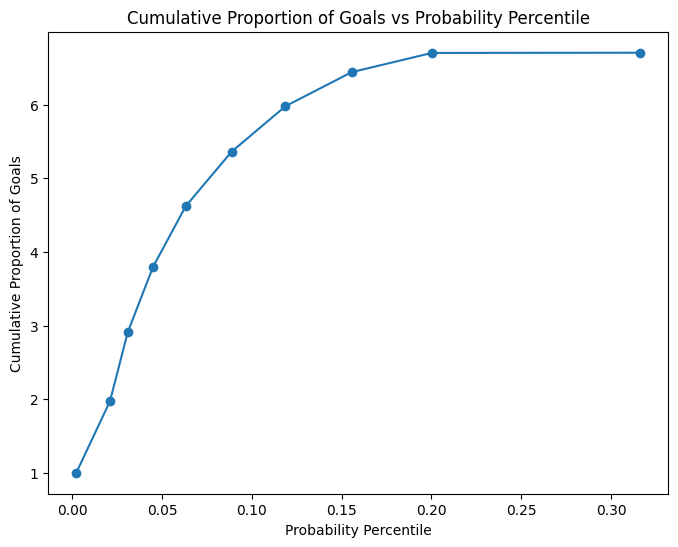 Cumulative Proportion of Goals vs Probability Percentile
Cumulative Proportion of Goals
6
5
4
3
2
1
0.00 0.05 0.10 0.15 0.20 0.25 0.30
Probability Percentile